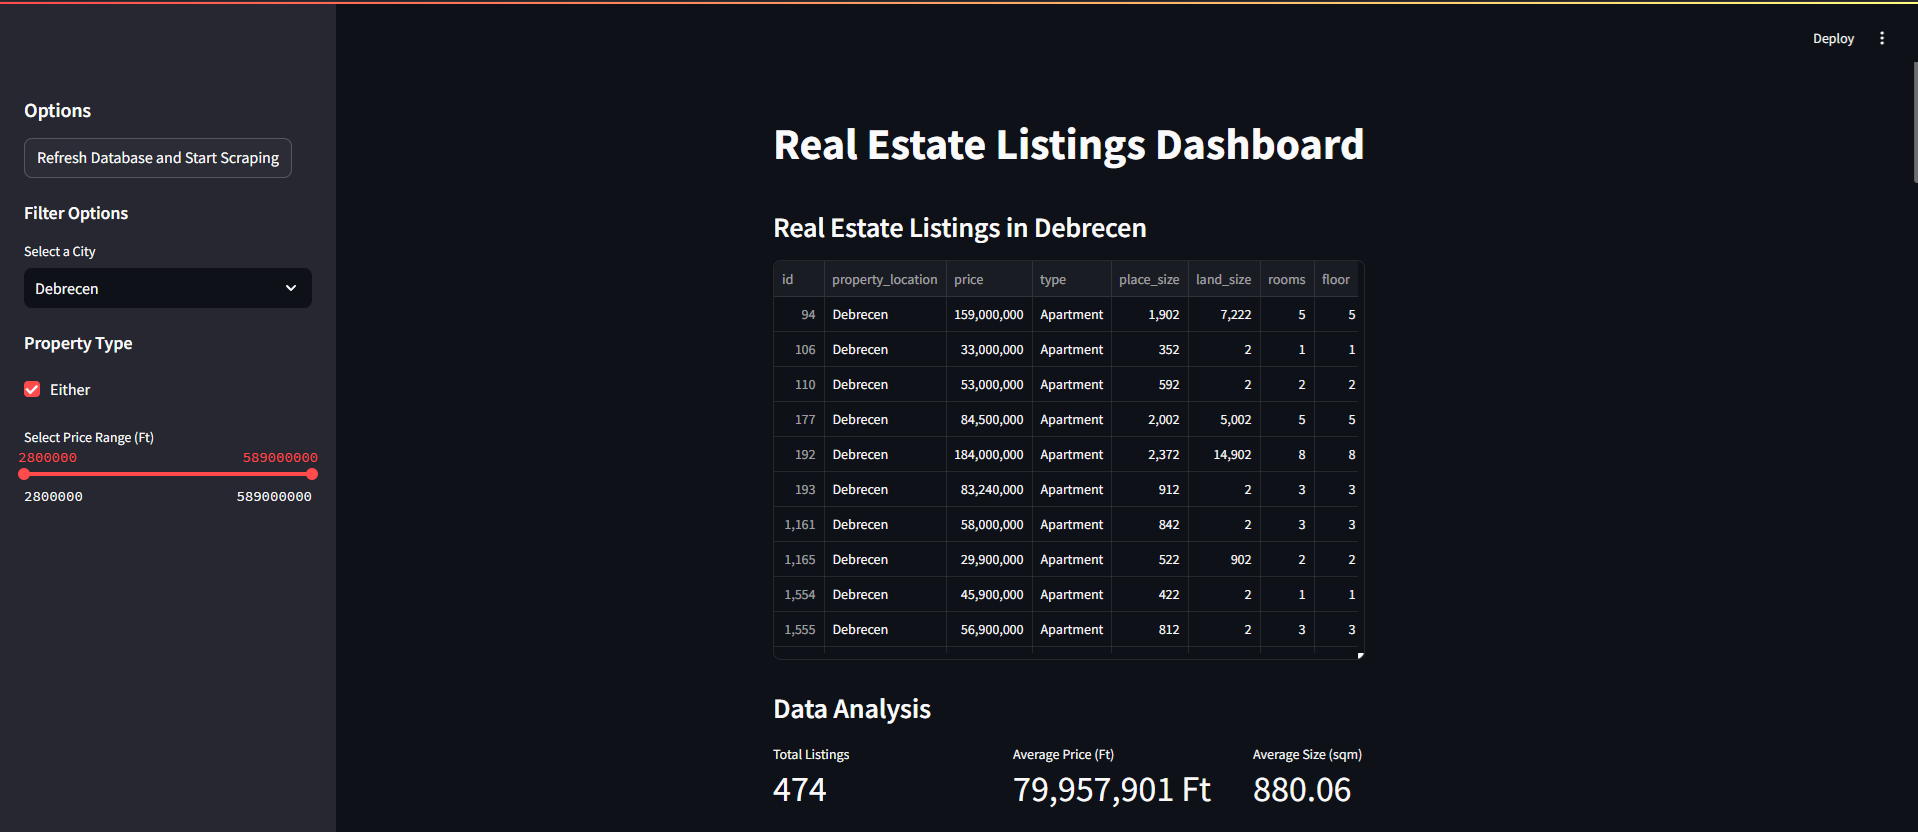 Deploy
Options
Refresh Database and Start Scraping
Filter Options
Select a City
Debrecen
Property Type
Either
Select Price Range (Ft)
2800000 589000000
2800000 589000000
Real Estate Listings Dashboard
Real Estate Listings in Debrecen
id property_location price type place_size land_size rooms floor
94 Debrecen 159,000,000 Apartment 1,902 7,222 5 5
106 Debrecen 33,000,000 Apartment 352 2 1 1
110 Debrecen 53,000,000 Apartment 592 2 2 2
177 Debrecen 84,500,000 Apartment 2,002 5,002 5 5
192 Debrecen 184,000,000 Apartment 2,372 14,902 8 8
193 Debrecen 83,240,000 Apartment 912 2 3 3
1,161 Debrecen 58,000,000 Apartment 842 2 3 3
1,165 Debrecen 29,900,000 Apartment 522 902 2 2
1,554 Debrecen 45,900,000 Apartment 422 2 1 1
1,555 Debrecen 56,900,000 Apartment 812 2 3 3
Data Analysis
Total Listings Average Price (Ft) Average Size (sqm)
474 79,957,901 Ft 880.06